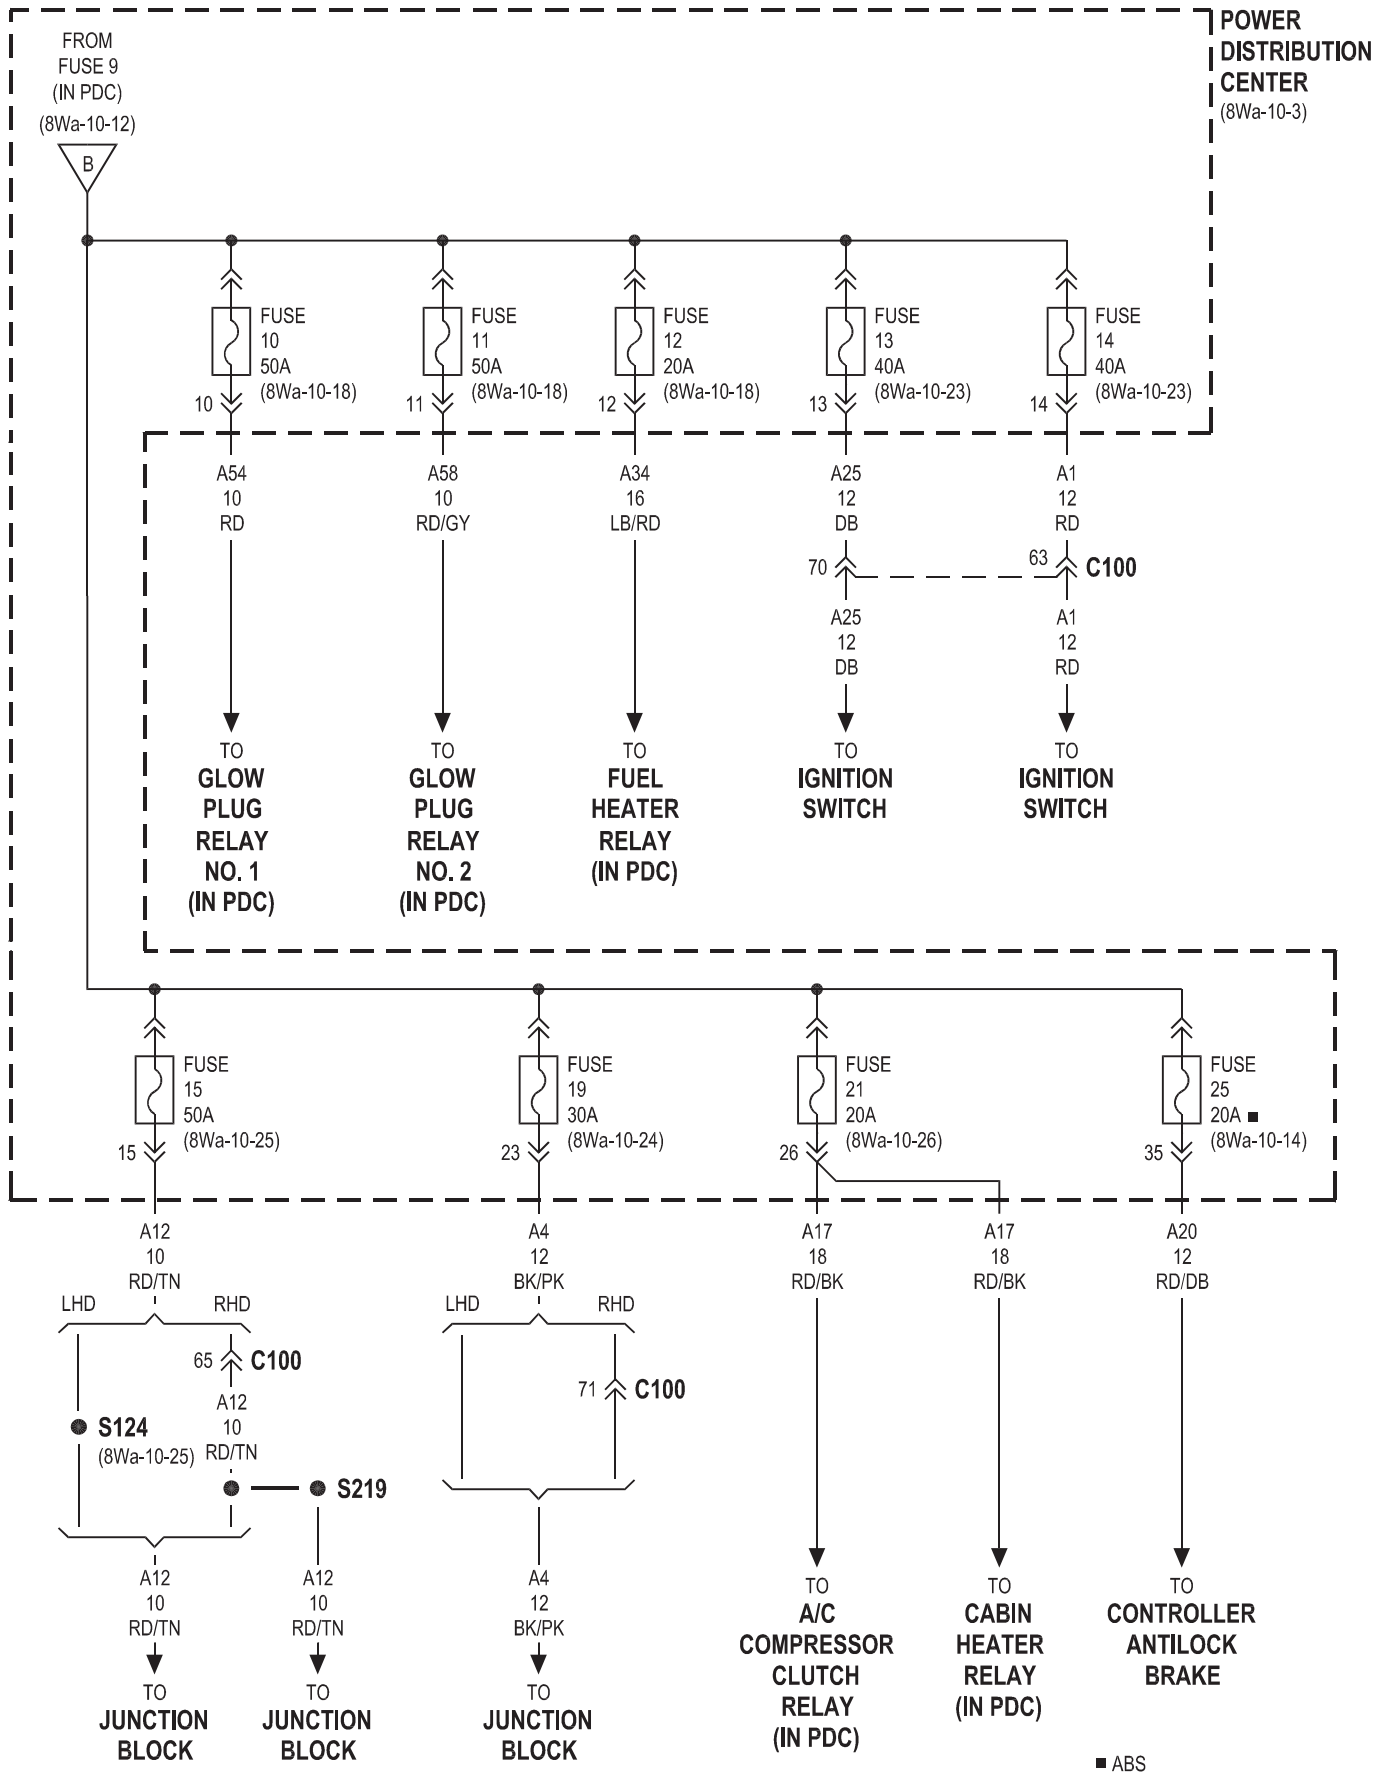 POWER
DISTRIBUTION
CENTER
(8Wa-10-3)
FROM
FUSE 9
(IN PDC)
(8Wa-10-12)
B
FUSE
10
50A
(8Wa-10-18)
10
FUSE
11
50A
(8Wa-10-18)
11
FUSE
12
20A
(8Wa-10-18)
12
FUSE
13
40A
(8Wa-10-23)
13
FUSE
14
40A
(8Wa-10-23)
14
A54
10
RD
A58
10
RD/GY
A34
16
LB/RD
A25
12
DB
A1
12
RD
70
63
C100
A25
12
DB
A1
12
RD
TO
GLOW
PLUG
RELAY
NO. 1
(IN PDC)
TO
GLOW
PLUG
RELAY
NO. 2
(IN PDC)
TO
FUEL
HEATER
RELAY
(IN PDC)
TO
IGNITION
SWITCH
TO
IGNITION
SWITCH
FUSE
15
50A
(8Wa-10-25)
15
FUSE
19
30A
(8Wa-10-24)
23
FUSE
21
20A
(8Wa-10-26)
26
FUSE
25
20A ■
(8Wa-10-14)
35
A12
10
RD/TN
A4
12
BK/PK
A17
18
RD/BK
A17
18
RD/BK
A20
12
RD/DB
LHD
RHD
65
C100
A12
10
RD/TN
S124
(8Wa-10-25)
S219
LHD
RHD
71
C100
A12
10
RD/TN
A12
10
RD/TN
A4
12
BK/PK
TO
JUNCTION
BLOCK
TO
JUNCTION
BLOCK
TO
JUNCTION
BLOCK
TO
A/C
COMPRESSOR
CLUTCH
RELAY
(IN PDC)
TO
CABIN
HEATER
RELAY
(IN PDC)
TO
CONTROLLER
ANTILOCK
BRAKE
■ ABS